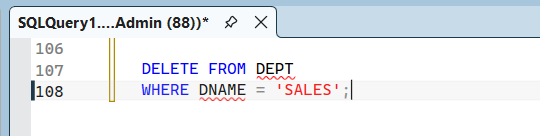 SQLQuery1....Admin (88))*
106
107 DELETE FROM DEPT
108 WHERE DNAME = 'SALES';